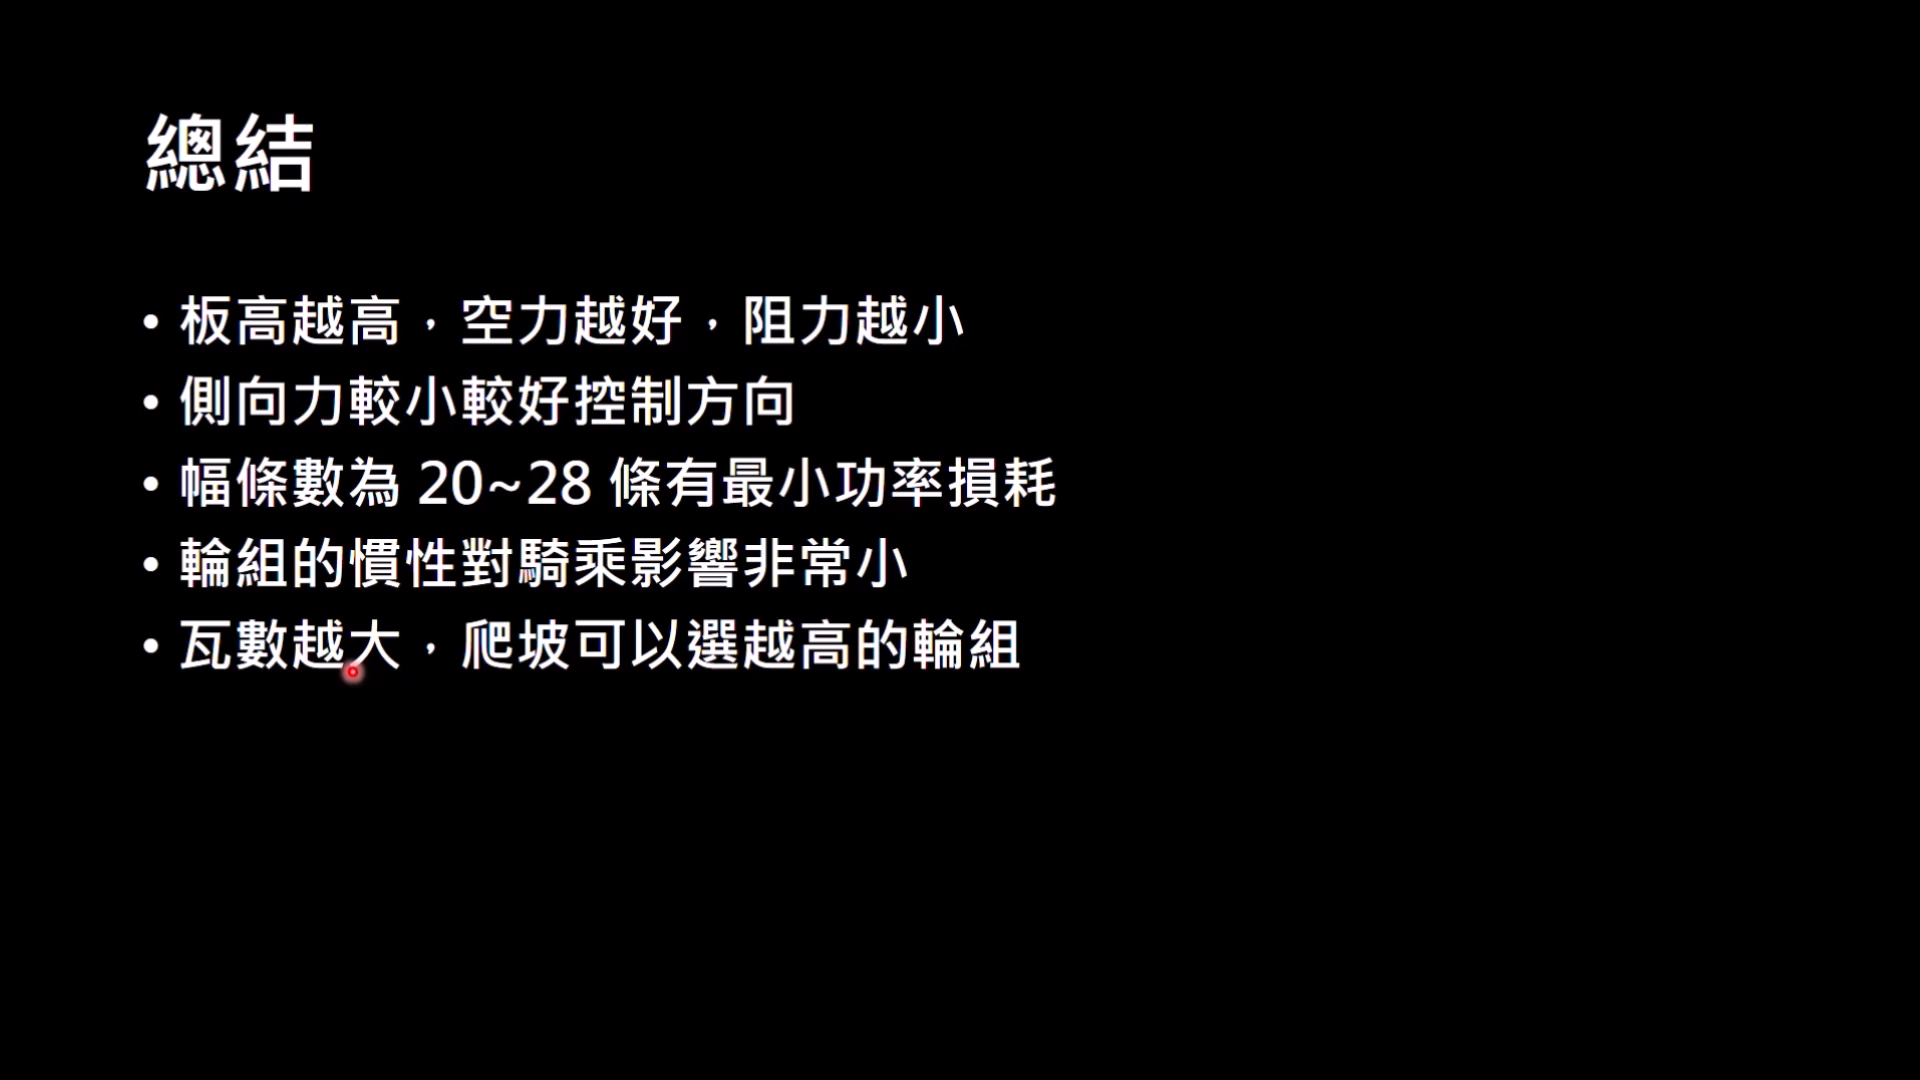 總結
• 板高越高，空力越好，阻力越小
• 側向力較小較好控制方向
• 幅條數為 20~28 條有最小功率損耗
• 輪組的慣性對騎乘影響非常小
• 瓦數越大，爬坡可以選越高的輪組